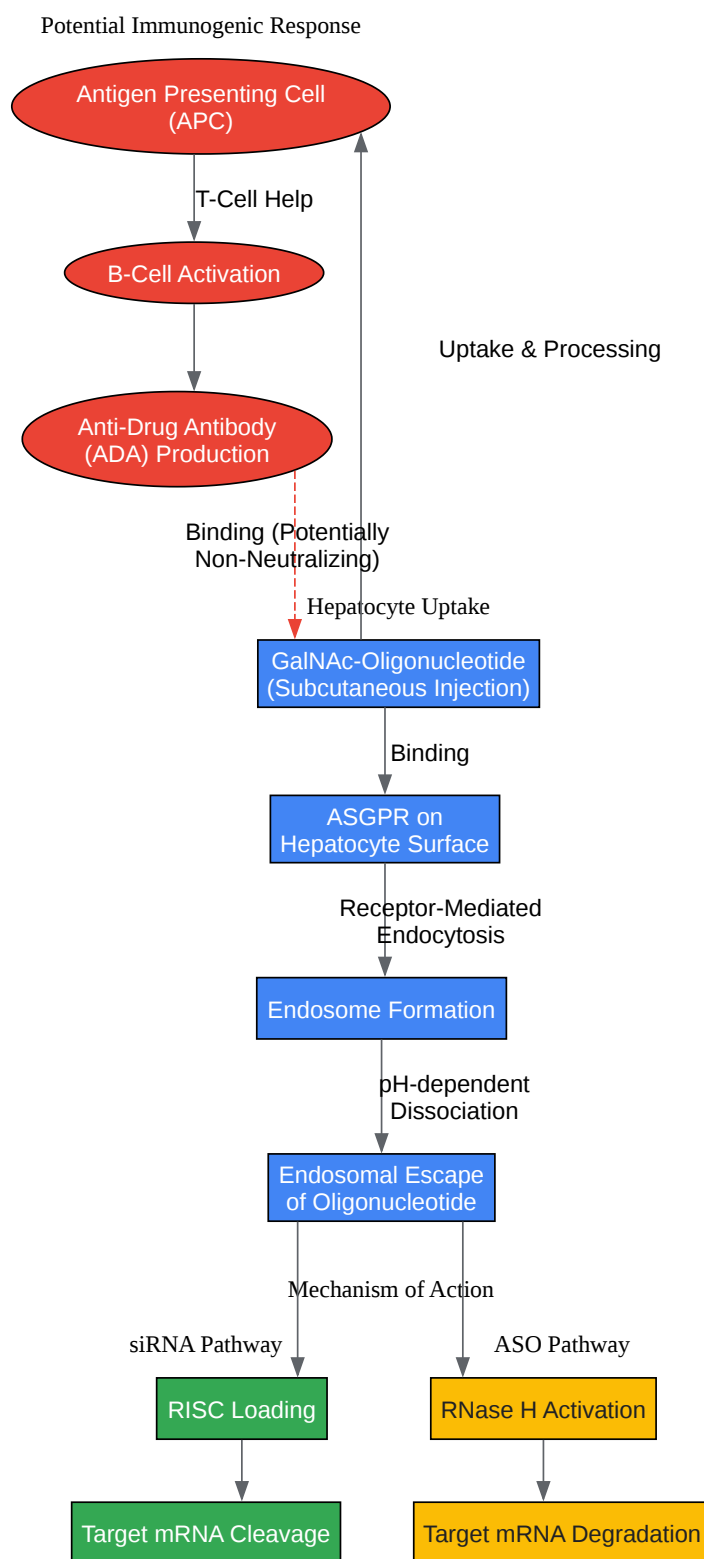 Potential Immunogenic Response
Antigen Presenting Cell
(APC)
T-Cell Help
B-Cell Activation
Uptake & Processing
Anti-Drug Antibody
(ADA) Production
Binding (Potentially
Non-Neutralizing)
Hepatocyte Uptake
GalNAc-Oligonucleotide
(Subcutaneous Injection)
Binding
ASGPR on
Hepatocyte Surface
Receptor-Mediated
Endocytosis
Endosome Formation
pH-dependent
Dissociation
Endosomal Escape
of Oligonucleotide
Mechanism of Action
siRNA Pathway
ASO Pathway
RISC Loading
RNase H Activation
Target mRNA Cleavage
Target mRNA Degradation